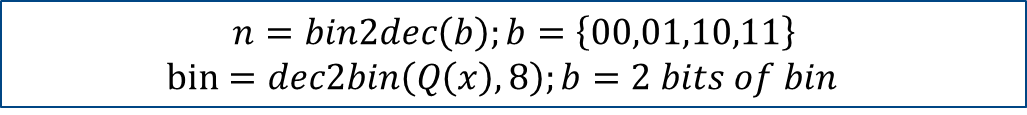 n = bin2dec(b); b = {00,01,10,11}
bin = dec2bin(Q(x), 8); b = 2 bits of bin